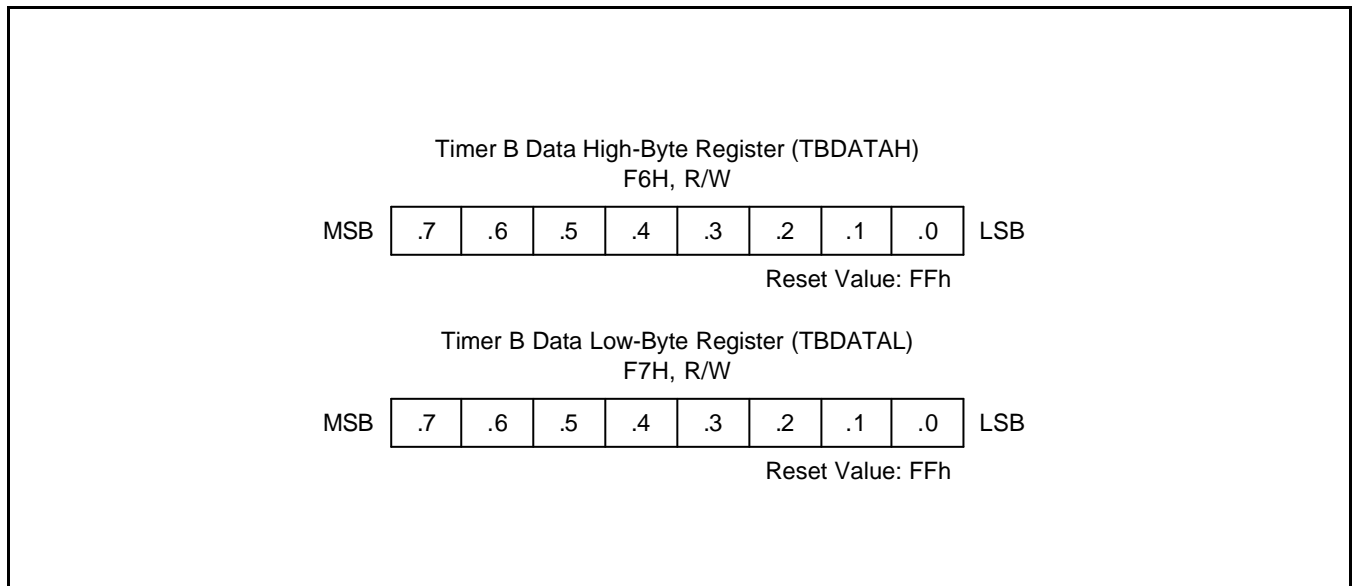 Timer B Data High-Byte Register (TBDATAH)
F6H, R/W
MSB .7 .6 .5 .4 .3 .2 .1 .0 LSB
Reset Value: FFh
Timer B Data Low-Byte Register (TBDATAL)
F7H, R/W
MSB .7 .6 .5 .4 .3 .2 .1 .0 LSB
Reset Value: FFh